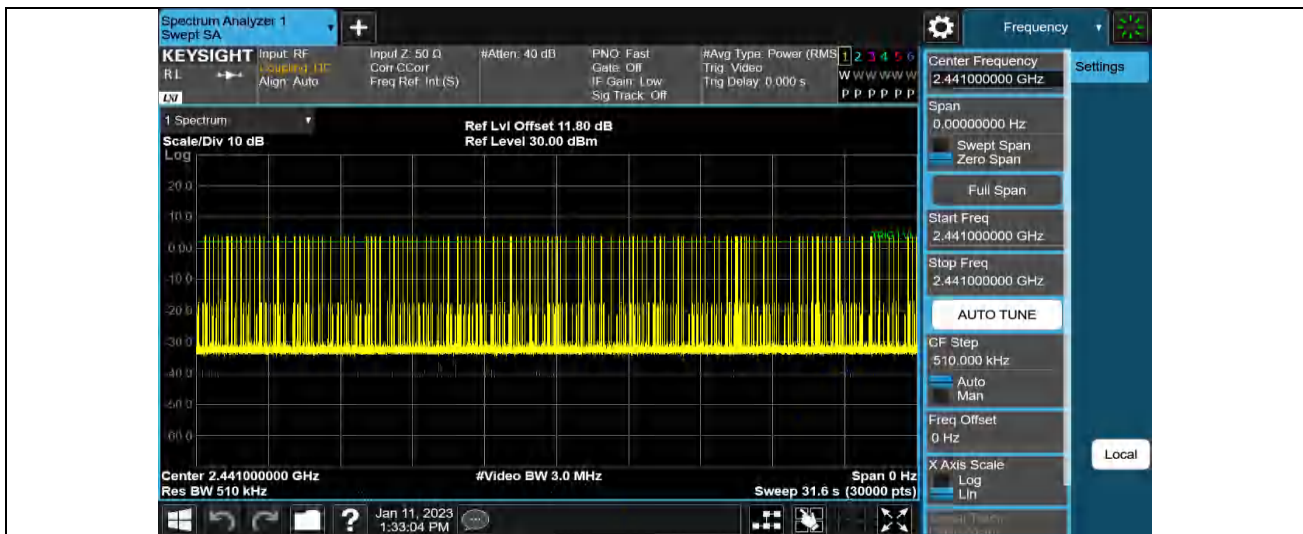 Spectrum Analyzer 1
Swept SA
+
Frequency
KEYSIGHT
RL
LXI
Input: RF
Coupling: DC
Align: Auto
Input Z: 50 Ω
Corr CCorr
Freq Ref: Int (S)
#Atten: 40 dB
PNO: Fast
Gate: Off
IF Gain: Low
Sig Track: Off
#Avg Type: Power (RMS
Trig: Video
Trig Delay: 0.000 s
1 2 3 4 5 6
W W W W W W
P P P P P P
1 Spectrum
Scale/Div 10 dB
Ref Lvl Offset 11.80 dB
Ref Level 30.00 dBm
Log
20.0
10.0
0.00
-10.0
-20.0
-30.0
-40.0
-50.0
-60.0
Center 2.441000000 GHz
Res BW 510 kHz
#Video BW 3.0 MHz
Span 0 Hz
Sweep 31.6 s (30000 pts)
?
Jan 11, 2023
1:33:04 PM
Center Frequency
2.441000000 GHz
Span
0.00000000 Hz
Swept Span
Zero Span
Full Span
Start Freq
2.441000000 GHz
Stop Freq
2.441000000 GHz
AUTO TUNE
CF Step
510.000 kHz
Auto
Man
Freq Offset
0 Hz
X Axis Scale
Log
Lin
Settings
Local